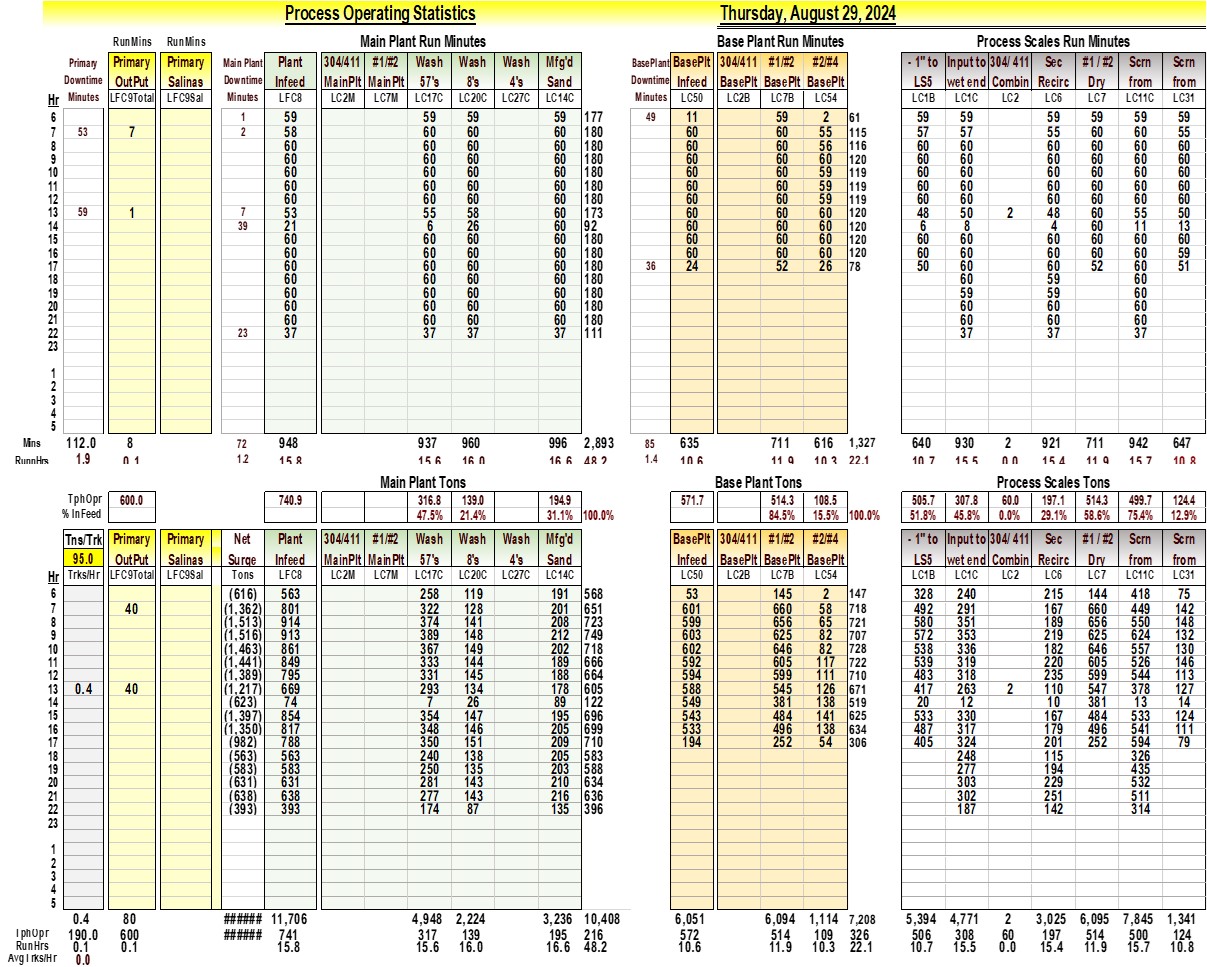 Process Operating Statistics Thursday, August 29, 2024
RunMins RunMins Main Plant Run Minutes Base Plant Run Minutes Process Scales Run Minutes
Primary Primary Primary Main Plant Plant 304/411 #1/#2 Wash Wash Wash Mfg'd BasePlant BasePlt 304/411 #1/#2 #2/#4 - 1" to Input to 304/ 411 Sec #1 / #2 Scrn Scrn
Downtime OutPut Salinas Downtime Infeed MainPlt MainPlt 57's 8's 4's Sand Downtime Infeed BasePlt BasePlt BasePlt LS5 wet end Combin Recirc Dry from from
Hr Minutes LFC9Total LFC9Sal Minutes LFC8 LC2M LC7M LC17C LC20C LC27C LC14C Minutes LC50 LC2B LC7B LC54 LC1B LC1C LC2 LC6 LC7 LC11C LC31
6 1 59 59 59 59 177 49 11 59 2 61 59 59 59 59 59 59
7 53 7 2 58 60 60 60 180 60 60 55 115 57 57 55 60 60 55
8 60 60 60 60 180 60 60 56 116 60 60 60 60 60 60
9 60 60 60 60 180 60 60 60 120 60 60 60 60 60 60
10 60 60 60 60 180 60 60 59 119 60 60 60 60 60 60
11 60 60 60 60 180 60 60 59 119 60 60 60 60 60 60
12 60 60 60 60 180 60 60 59 119 60 60 60 60 60 60
13 59 1 7 53 55 58 60 173 60 60 60 120 48 50 2 48 60 55 50
14 39 21 6 26 60 92 60 60 60 120 6 8 4 60 11 13
15 60 60 60 60 180 60 60 60 120 60 60 60 60 60 60
16 60 60 60 60 180 60 60 60 120 60 60 60 60 60 59
17 60 60 60 60 180 36 24 52 26 78 50 60 60 52 60 51
18 60 60 60 60 180 60 59 60
19 60 60 60 60 180 59 59 60
20 60 60 60 60 180 60 60 60
21 60 60 60 60 180 60 60 60
22 23 37 37 37 37 111 37 37 37
23
1
2
3
4
5
Mins 112.0 8 72 948 937 960 996 2,893 85 635 711 616 1,327 640 930 2 921 711 942 647
RunnHrs 1.9 0.1 1.2 15.8 15.6 16.0 16.6 48.2 1.4 10.6 11.9 10.3 22.1 10.7 15.5 0.0 15.4 11.9 15.7 10.8
Main Plant Tons Base Plant Tons Process Scales Tons
TphOpr 600.0 740.9 316.8 139.0 194.9 571.7 514.3 108.5 505.7 307.8 60.0 197.1 514.3 499.7 124.4
% InFeed 47.5% 21.4% 31.1% 100.0% 84.5% 15.5% 100.0% 51.8% 45.8% 0.0% 29.1% 58.6% 75.4% 12.9%
Tns/Trk Primary Primary Net Plant 304/411 #1/#2 Wash Wash Wash Mfg'd BasePlt 304/411 #1/#2 #2/#4 - 1" to Input to 304/ 411 Sec #1 / #2 Scrn Scrn
95.0 OutPut Salinas Surge Infeed MainPlt MainPlt 57's 8's 4's Sand Infeed BasePlt BasePlt BasePlt LS5 wet end Combin Recirc Dry from from
Hr Trks/Hr LFC9Total LFC9Sal Tons LFC8 LC2M LC7M LC17C LC20C LC27C LC14C LC50 LC2B LC7B LC54 LC1B LC1C LC2 LC6 LC7 LC11C LC31
6 (616) 563 258 119 191 568 53 145 2 147 328 240 215 144 418 75
7 40 (1,362) 801 322 128 201 651 601 660 58 718 492 291 167 660 449 142
8 (1,513) 914 374 141 208 723 599 656 65 721 580 351 189 656 550 148
9 (1,516) 913 389 148 212 749 603 625 82 707 572 353 219 625 624 132
10 (1,463) 861 367 149 202 718 602 646 82 728 538 336 182 646 557 130
11 (1,441) 849 333 144 189 666 592 605 117 722 539 319 220 605 526 146
12 (1,389) 795 331 145 188 664 594 599 111 710 483 318 235 599 544 113
13 0.4 40 (1,217) 669 293 134 178 605 588 545 126 671 417 263 2 110 547 378 127
14 (623) 74 7 26 89 122 549 381 138 519 20 12 10 381 13 14
15 (1,397) 854 354 147 195 696 543 484 141 625 533 330 167 484 533 124
16 (1,350) 817 348 146 205 699 533 496 138 634 487 317 179 496 541 111
17 (982) 788 350 151 209 710 194 252 54 306 405 324 201 252 594 79
18 (563) 563 240 138 205 583 248 115 326
19 (583) 583 250 135 203 588 277 194 435
20 (631) 631 281 143 210 634 303 229 532
21 (638) 638 277 143 216 636 302 251 511
22 (393) 393 174 87 135 396 187 142 314
23
1
2
3
4
5
0.4 80 ###### 11,706 4,948 2,224 3,236 10,408 6,051 6,094 1,114 7,208 5,394 4,771 2 3,025 6,095 7,845 1,341
TphOpr 190.0 600 ###### 741 317 139 195 216 572 514 109 326 506 308 60 197 514 500 124
RunHrs 0.1 0.1 15.8 15.6 16.0 16.6 48.2 10.6 11.9 10.3 22.1 10.7 15.5 0.0 15.4 11.9 15.7 10.8
AvgTrks/Hr 0.0